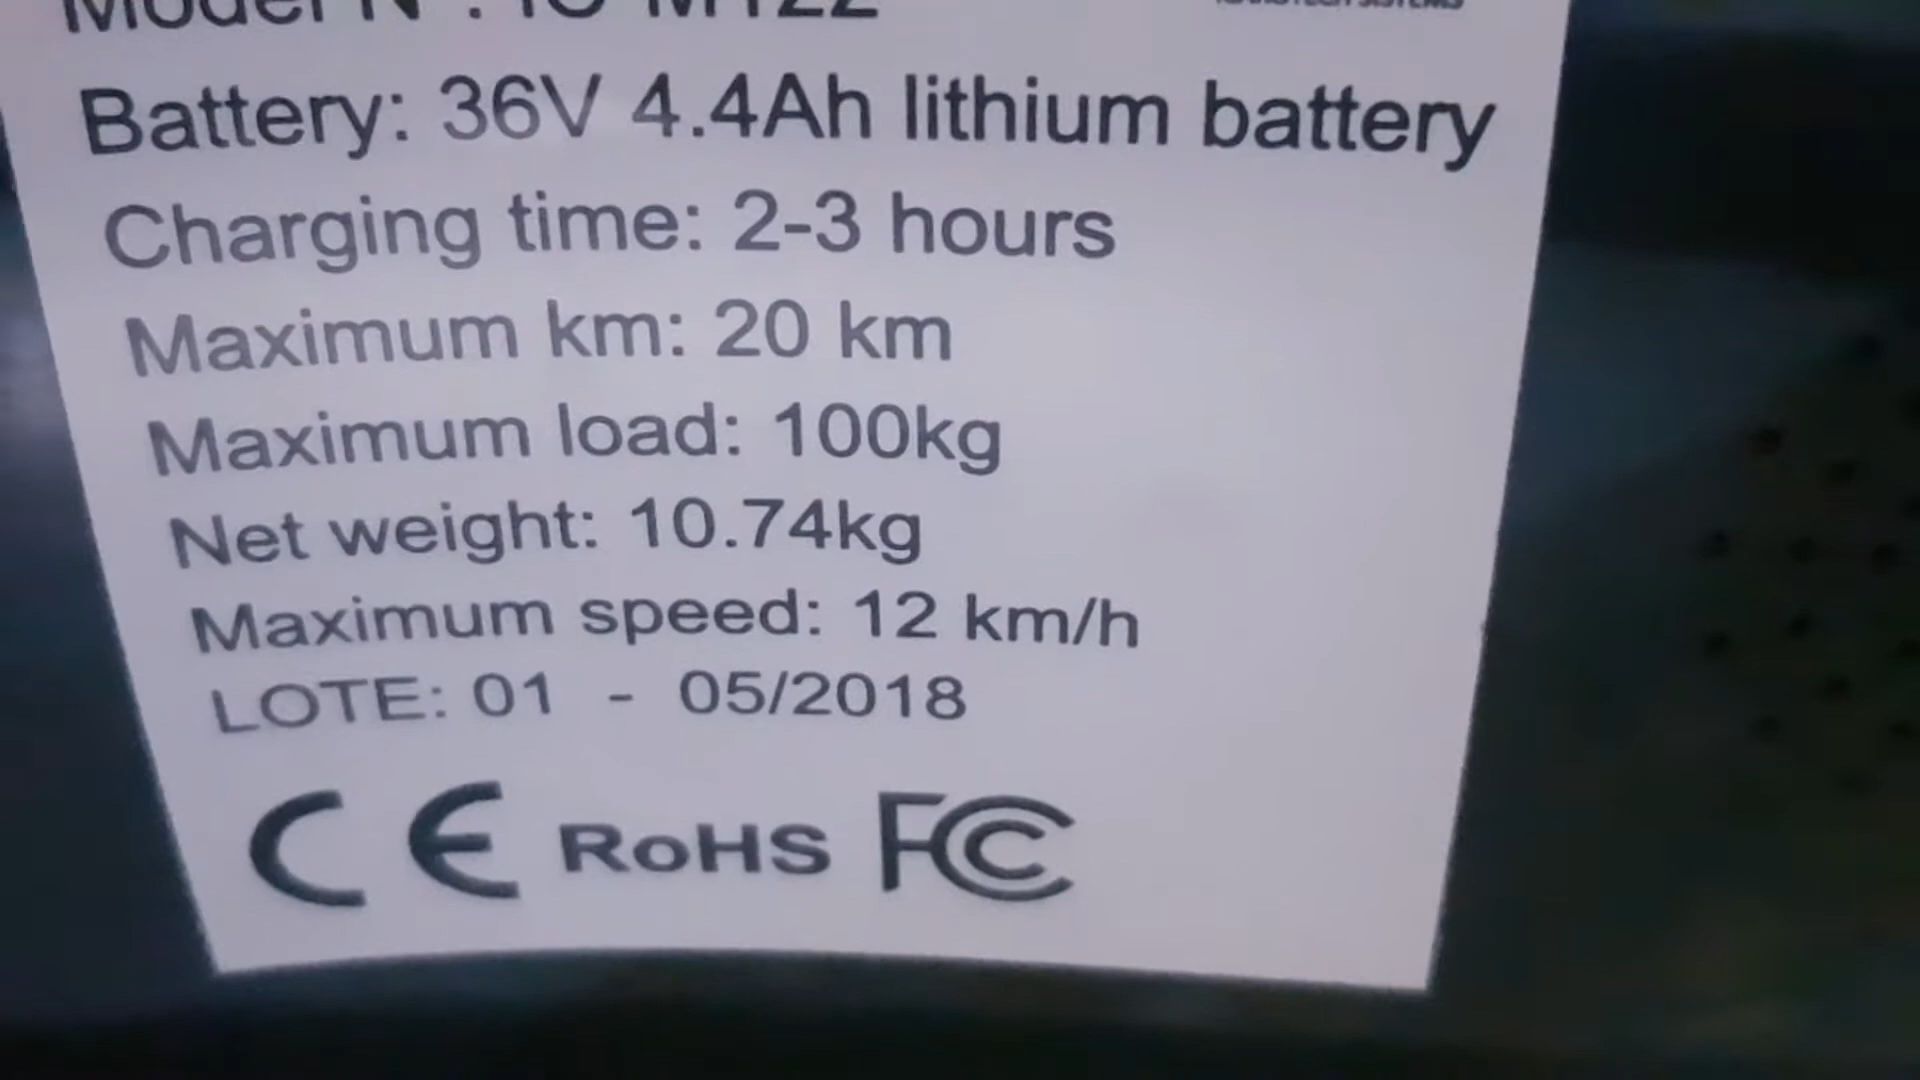 Model N
Battery: 36V 4.4Ah lithium battery
Charging time: 2-3 hours
Maximum km: 20 km
Maximum load: 100kg
Net weight: 10.74kg
Maximum speed: 12 km/h
LOTE: 01 - 05/2018
CE RoHS FC